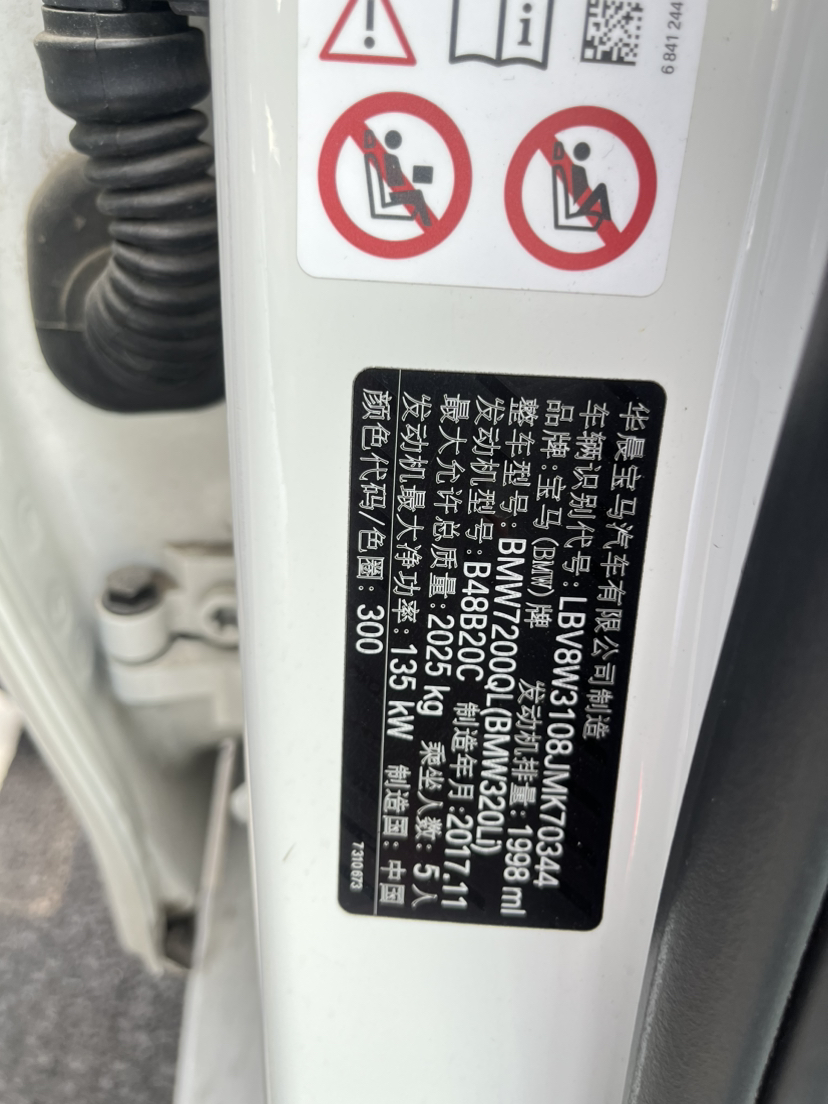 6 841 244
华晨宝马汽车有限公司制造
车辆识别代号：LBV8W3108JMK70344
品牌：宝马(BMW)牌 发动机排量：1998 ml
整车型号：BMW7200QL(BMW320Li)
发动机型号：B48B20C 制造年月：2017.11
最大允许总质量：2025 kg 乘坐人数：5 人
发动机最大净功率：135 kW 制造国：中国
颜色代码/色圈：300
7310673